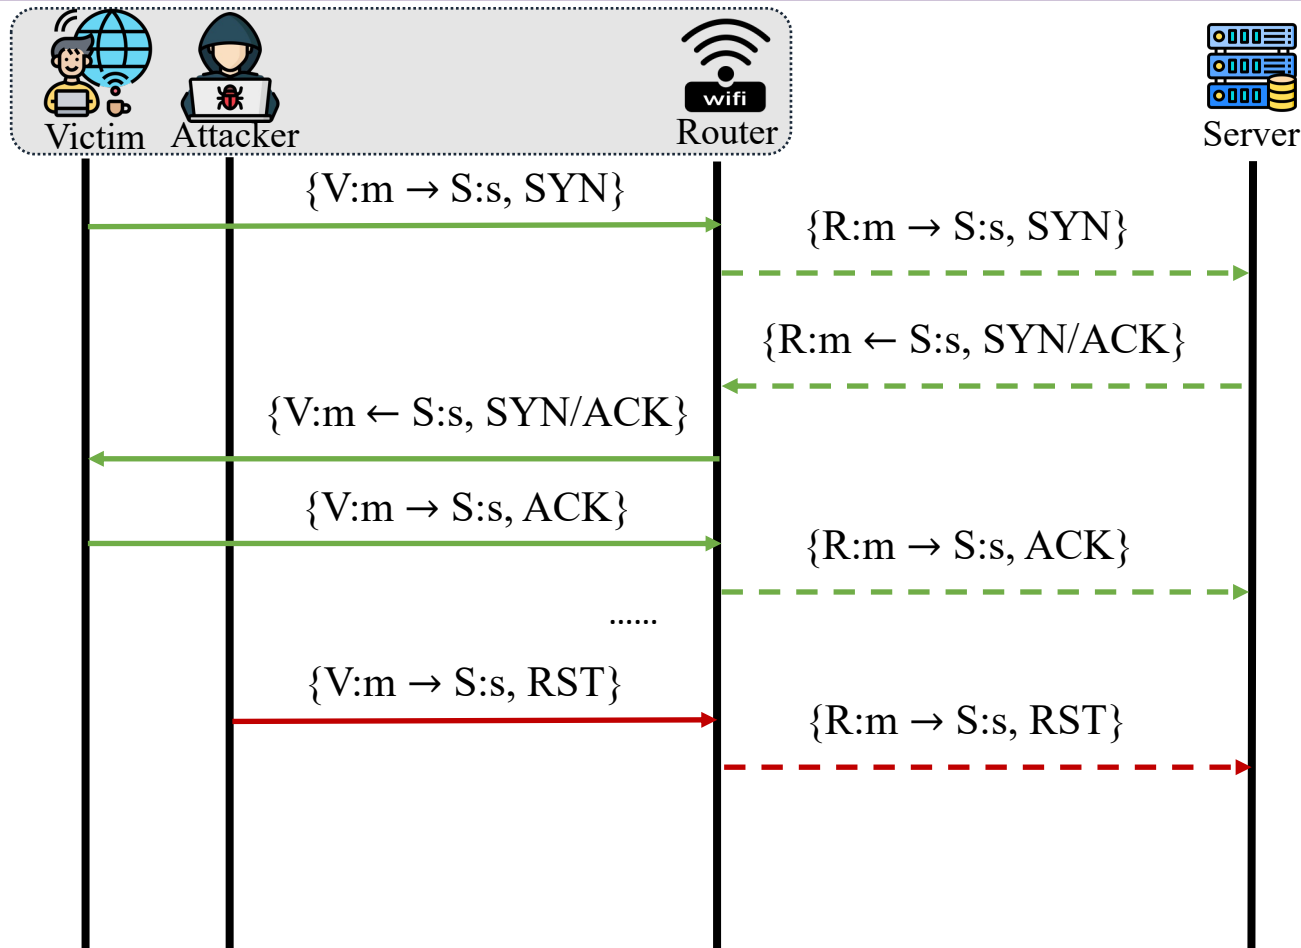 wifi
Victim
Attacker
Router
Server
{V:m → S:s, SYN}
{R:m → S:s, SYN}
{R:m ← S:s, SYN/ACK}
{V:m ← S:s, SYN/ACK}
{V:m → S:s, ACK}
{R:m → S:s, ACK}
......
{V:m → S:s, RST}
{R:m → S:s, RST}